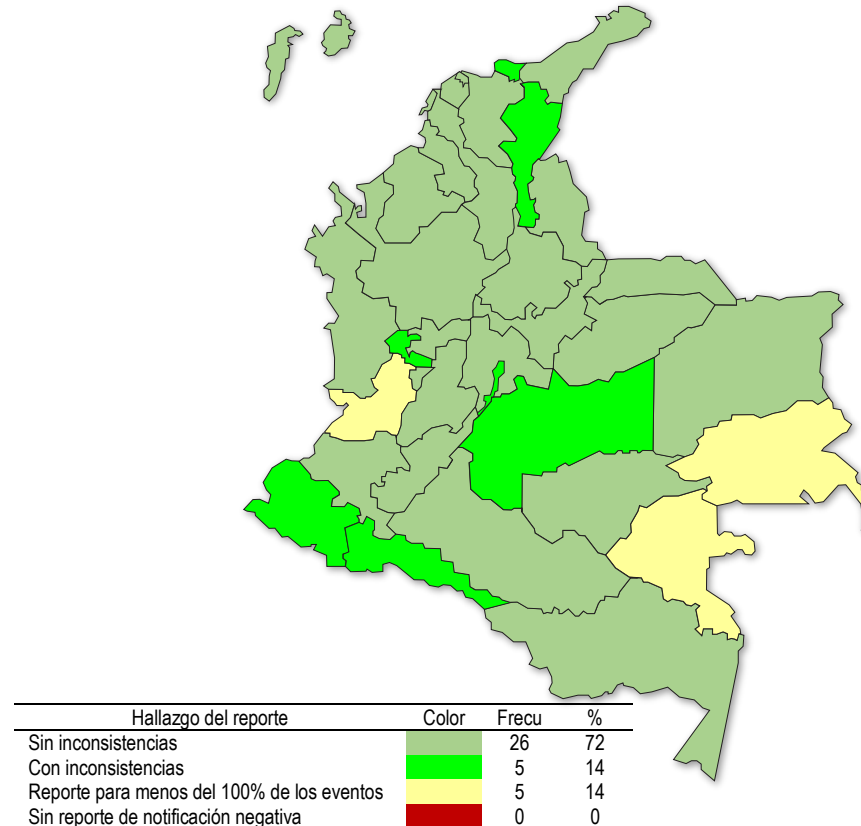 Hallazgo del reporte Color Frecu %
Sin inconsistencias 26 72
Con inconsistencias 5 14
Reporte para menos del 100% de los eventos 5 14
Sin reporte de notificación negativa 0 0